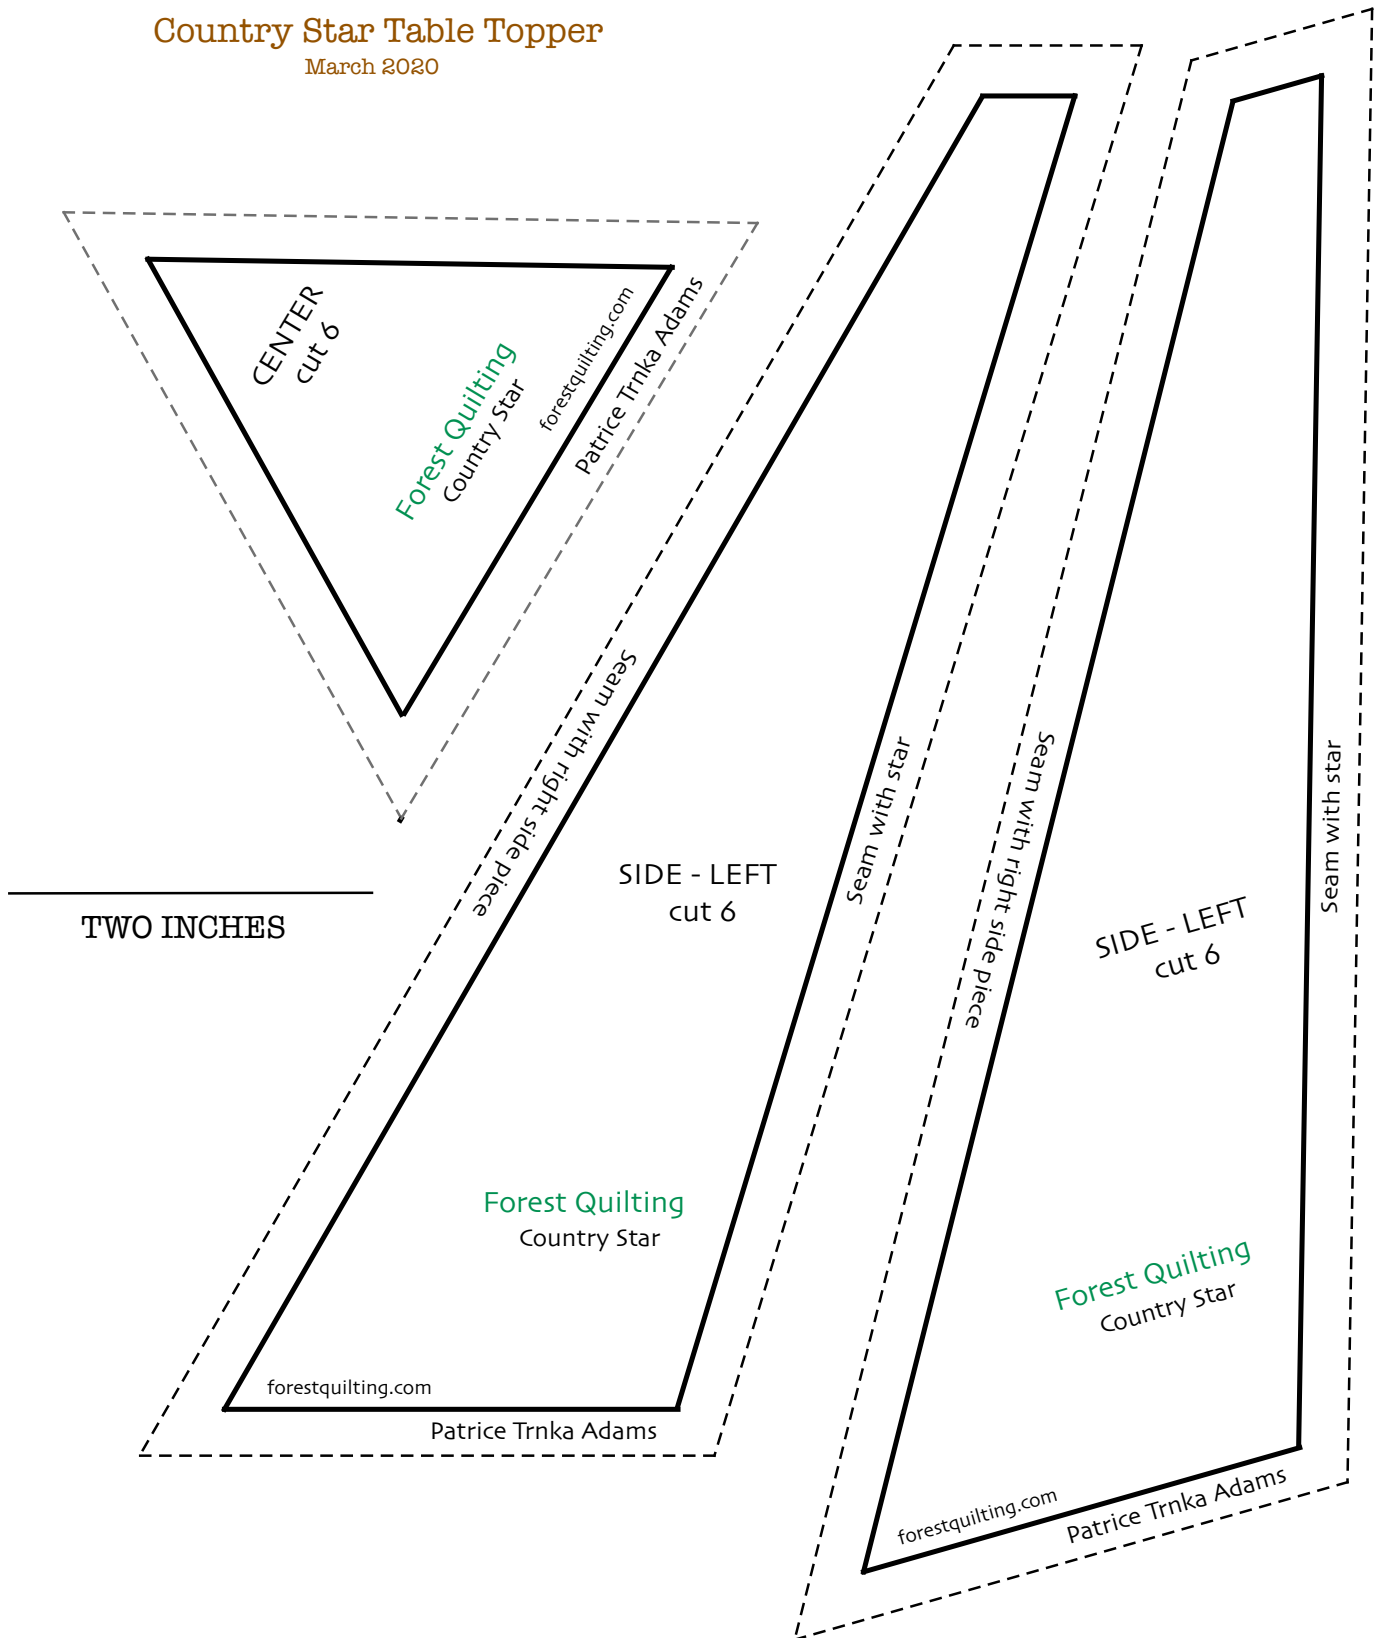 Country Star Table Topper
March 2020
CENTER
cut 6
Forest Quilting
Country Star
forestquilting.com
Patrice Trnka Adams
TWO INCHES
Seam with right side piece
SIDE - LEFT
cut 6
Seam with star
Forest Quilting
Country Star
forestquilting.com
Patrice Trnka Adams
Seam with right side piece
SIDE - LEFT
cut 6
Seam with star
Forest Quilting
Country Star
forestquilting.com
Patrice Trnka Adams